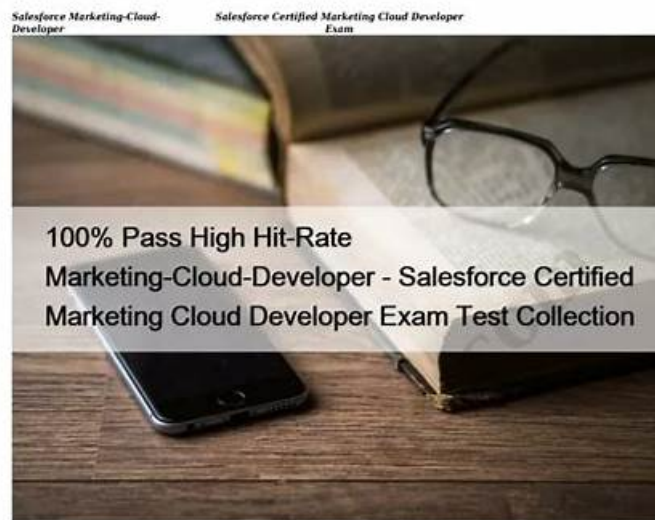 Salesforce Marketing-Cloud-
Developer
Salesforce Certified Marketing Cloud Developer
Exam
100% Pass High Hit-Rate
Marketing-Cloud-Developer - Salesforce Certified
Marketing Cloud Developer Exam Test Collection